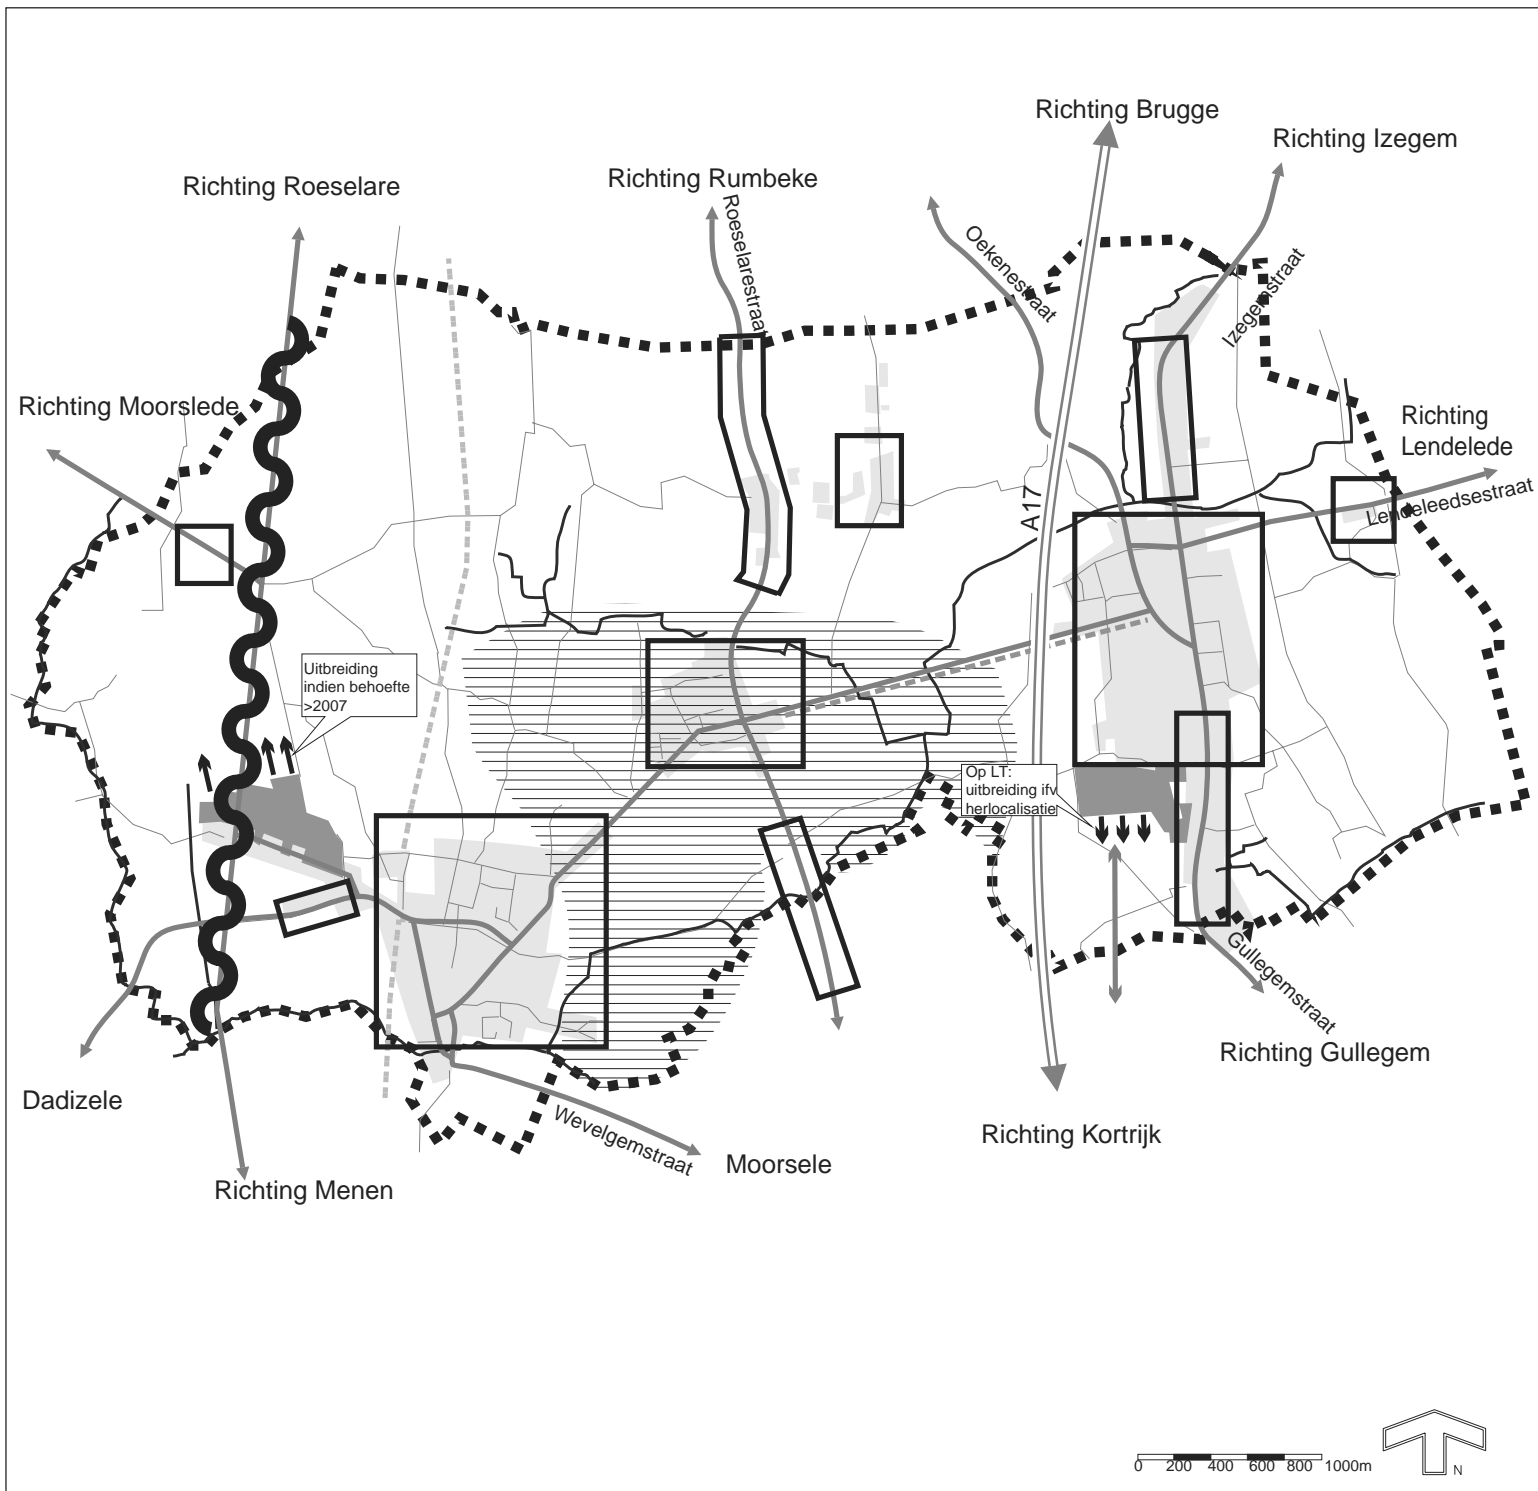 Richting Brugge
Richting Izegem
Richting Rumbeke
Richting Roeselare
Roeselarestraat
Oekenestraat
Izegemstraat
Richting Moorslede
Richting
Lendelede
Lendeleedsestraat
A17
Uitbreiding
indien behoefte
>2007
Op LT:
uitbreiding ifv
herlocalisatie
Gullegemstraat
Richting Gullegem
Dadizele
Wevelgemstraat
Richting Kortrijk
Moorsele
Richting Menen
0 200 400 600 800 1000m
N